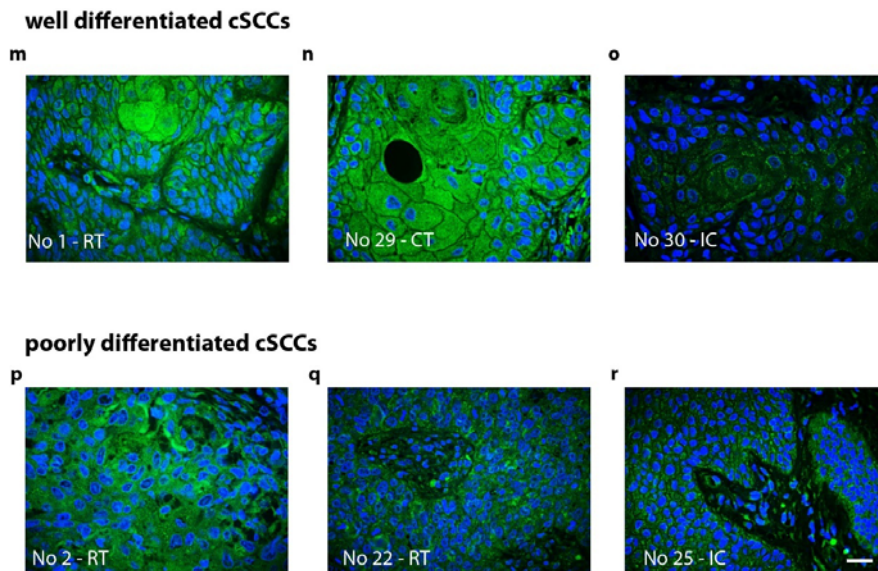 well differentiated cSCCs
m n o
No 1 - RT No 29 - CT No 30 - IC
poorly differentiated cSCCs
p q r
No 2 - RT No 22 - RT No 25 - IC